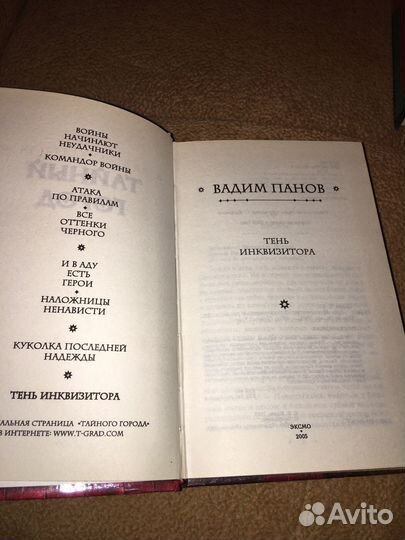 ВОЙНЫ
НАЧИНАЮТ
НЕУДАЧНИКИ
КОМАНДОР ВОЙНЫ
АТАКА
ПО ПРАВИЛАМ
ВСЕ
ОТТЕНКИ
ЧЕРНОГО
И В АДУ
ЕСТЬ
ГЕРОИ
НАЛОЖНИЦЫ
НЕНАВИСТИ
КУКОЛКА ПОСЛЕДНЕЙ
НАДЕЖДЫ
ТЕНЬ ИНКВИЗИТОРА
АЛЬНАЯ СТРАНИЦА «ТАЙНОГО ГОРОДА»
В ИНТЕРНЕТЕ: WWW.T-GRAD.COM
ВАДИМ ПАНОВ
ТЕНЬ
ИНКВИЗИТОРА
ЭКСМО
2005
Avito